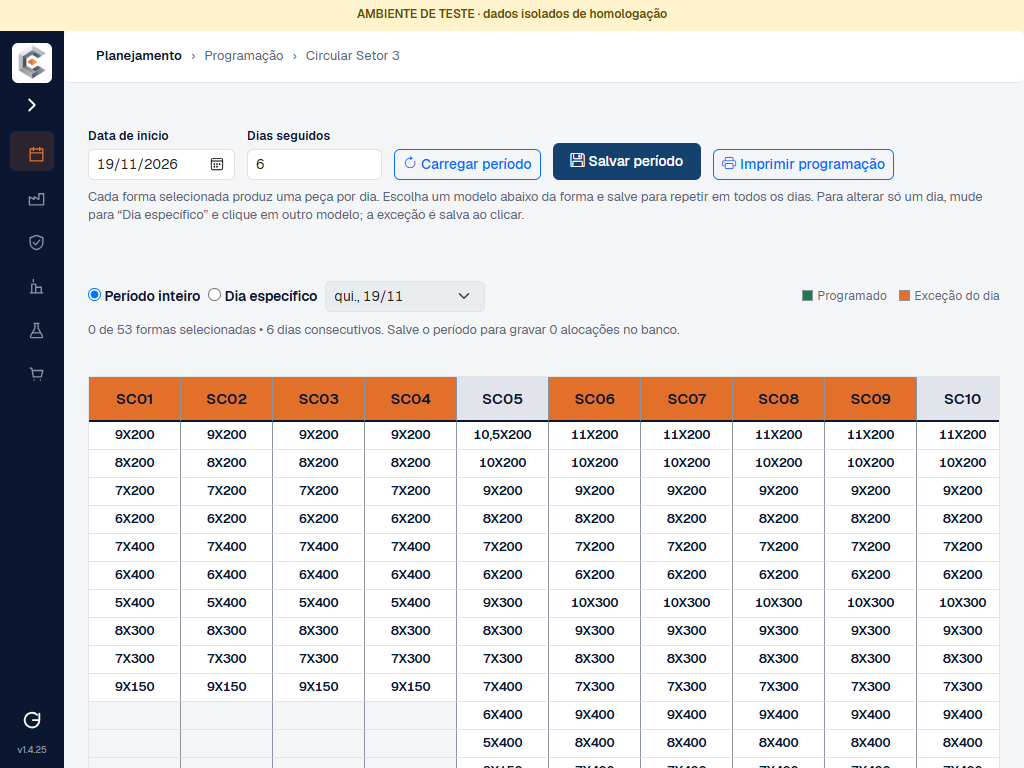 AMBIENTE DE TESTE · dados isolados de homologação
Planejamento › Programação › Circular Setor 3
Data de início Dias seguidos
19/11/2026 6 Carregar período Salvar período Imprimir programação
Cada forma selecionada produz uma peça por dia. Escolha um modelo abaixo da forma e salve para repetir em todos os dias. Para alterar só um dia, mude
para “Dia específico” e clique em outro modelo; a exceção é salva ao clicar.
Período inteiro Dia específico qui., 19/11 Programado Exceção do dia
0 de 53 formas selecionadas • 6 dias consecutivos. Salve o período para gravar 0 alocações no banco.
SC01 SC02 SC03 SC04 SC05 SC06 SC07 SC08 SC09 SC10
9X200 9X200 9X200 9X200 10,5X200 11X200 11X200 11X200 11X200 11X200
8X200 8X200 8X200 8X200 10X200 10X200 10X200 10X200 10X200 10X200
7X200 7X200 7X200 7X200 9X200 9X200 9X200 9X200 9X200 9X200
6X200 6X200 6X200 6X200 8X200 8X200 8X200 8X200 8X200 8X200
7X400 7X400 7X400 7X400 7X200 7X200 7X200 7X200 7X200 7X200
6X400 6X400 6X400 6X400 6X200 6X200 6X200 6X200 6X200 6X200
5X400 5X400 5X400 5X400 9X300 10X300 10X300 10X300 10X300 10X300
8X300 8X300 8X300 8X300 8X300 9X300 9X300 9X300 9X300 9X300
7X300 7X300 7X300 7X300 7X300 8X300 8X300 8X300 8X300 8X300
9X150 9X150 9X150 9X150 7X400 7X300 7X300 7X300 7X300 7X300
6X400 9X400 9X400 9X400 9X400 9X400
5X400 8X400 8X400 8X400 8X400 8X400
v1.4.25